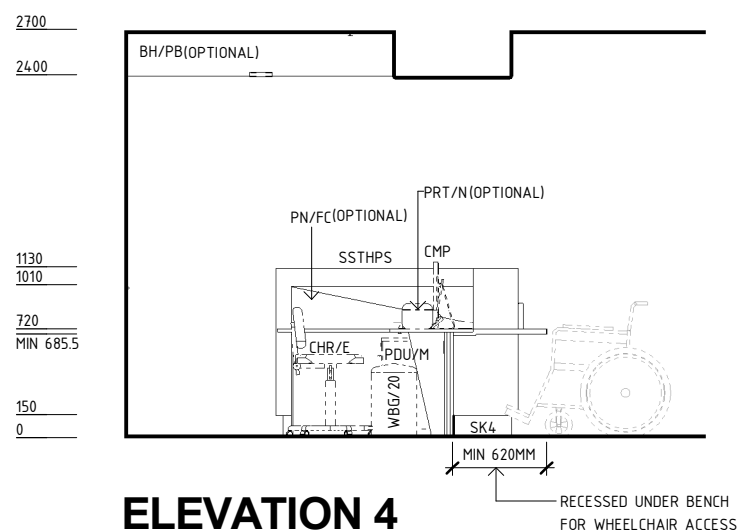 2700
BH/PB(OPTIONAL)
2400
PRT/N(OPTIONAL)
PN/FC(OPTIONAL)
SSTHPS
CMP
1130
1010
720
MIN 685.5
CHR/E
PDU/M
WBG/20
150
0
SK4
MIN 620MM
ELEVATION 4
RECESSED UNDER BENCH
FOR WHEELCHAIR ACCESS